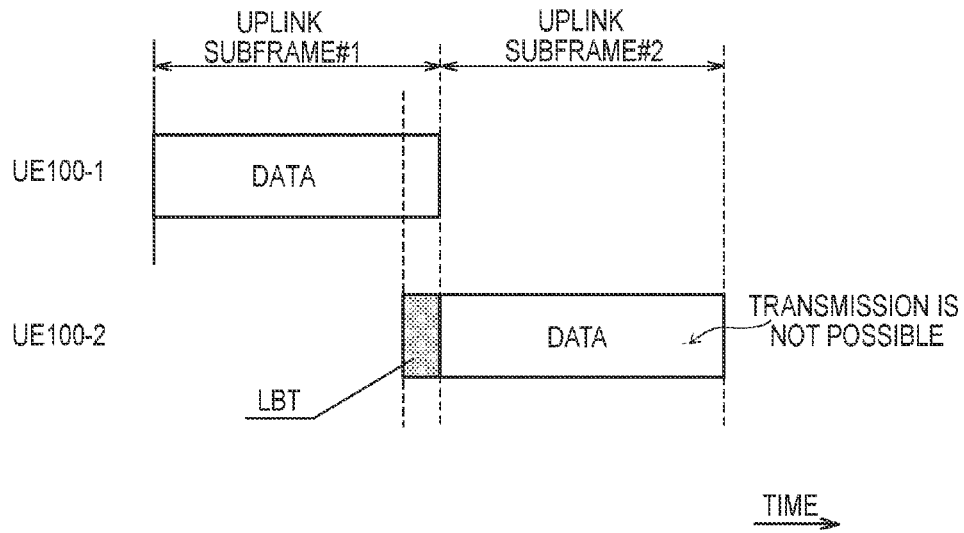 UPLINK
SUBFRAME#1
UPLINK
SUBFRAME#2
UE100-1
DATA
UE100-2
DATA
TRANSMISSION IS
NOT POSSIBLE
LBT
TIME